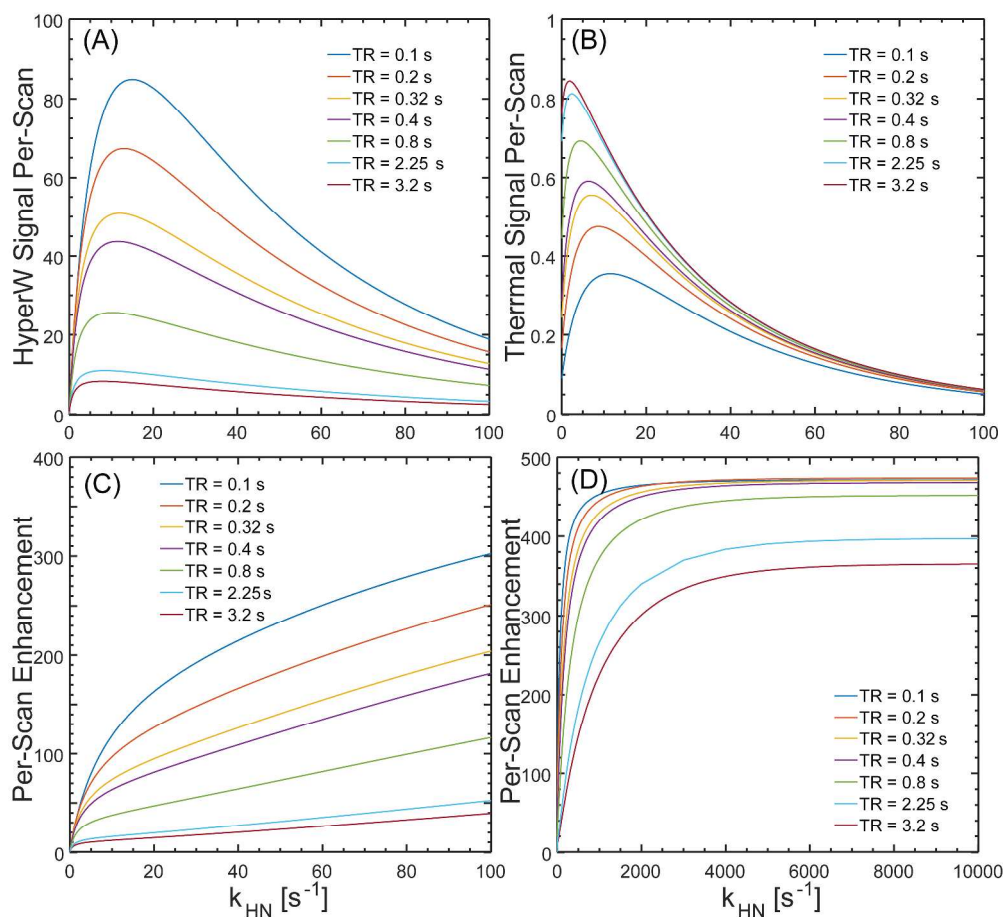 (A)
HyperW Signal Per-Scan
100
80
60
40
20
0
TR = 0.1 s
TR = 0.2 s
TR = 0.32 s
TR = 0.4 s
TR = 0.8 s
TR = 2.25 s
TR = 3.2 s
0 20 40 60 80 100
(B)
Therrmal Signal Per-Scan
1
0.8
0.6
0.4
0.2
0
TR = 0.1 s
TR = 0.2 s
TR = 0.32 s
TR = 0.4 s
TR = 0.8 s
TR = 2.25 s
TR = 3.2 s
0 20 40 60 80 100
(C)
Per-Scan Enhancement
400
300
200
100
0
TR = 0.1 s
TR = 0.2 s
TR = 0.32 s
TR = 0.4 s
TR = 0.8 s
TR = 2.25 s
TR = 3.2 s
0 20 40 60 80 100
kHN [s-1]
(D)
Per-Scan Enhancement
500
400
300
200
100
0
TR = 0.1 s
TR = 0.2 s
TR = 0.32 s
TR = 0.4 s
TR = 0.8 s
TR = 2.25 s
TR = 3.2 s
0 2000 4000 6000 8000 10000
kHN [s-1]